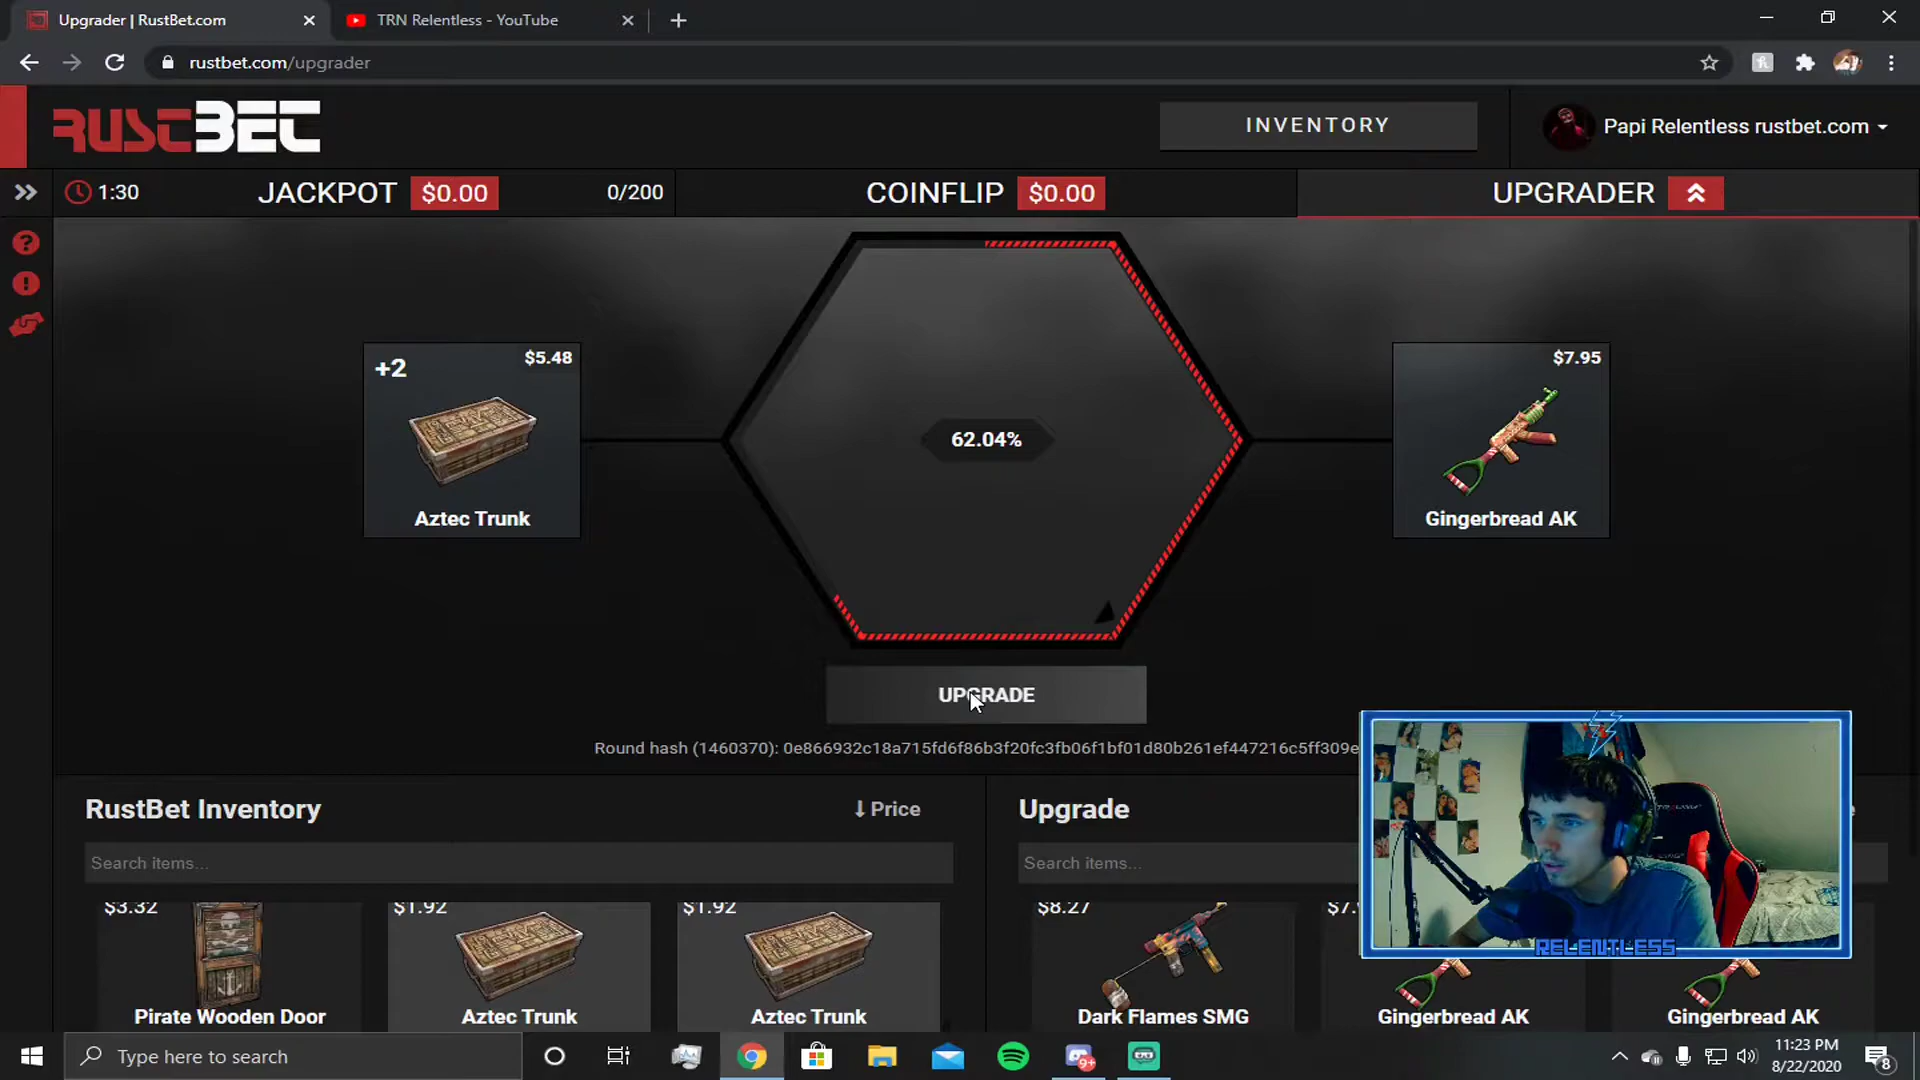 Upgrader | RustBet.com
TRN Relentless - YouTube
rustbet.com/upgrader
RUSTBET
INVENTORY
Papi Relentless rustbet.com
1:30
JACKPOT
$0.00
0/200
COINFLIP
$0.00
UPGRADER
+2
$5.48
Aztec Trunk
62.04%
$7.95
Gingerbread AK
UPGRADE
Round hash (1460370): 0e866932c18a715fd6f86b3f20fc3fb06f1bf01d80b261ef447216c5ff309e
RustBet Inventory
Price
Upgrade
Search items...
Search items...
$3.32
Pirate Wooden Door
$1.92
Aztec Trunk
$1.92
Aztec Trunk
$8.27
Dark Flames SMG
Gingerbread AK
Gingerbread AK
RELENTLESS
Type here to search
9+
11:23 PM
8/22/2020
8